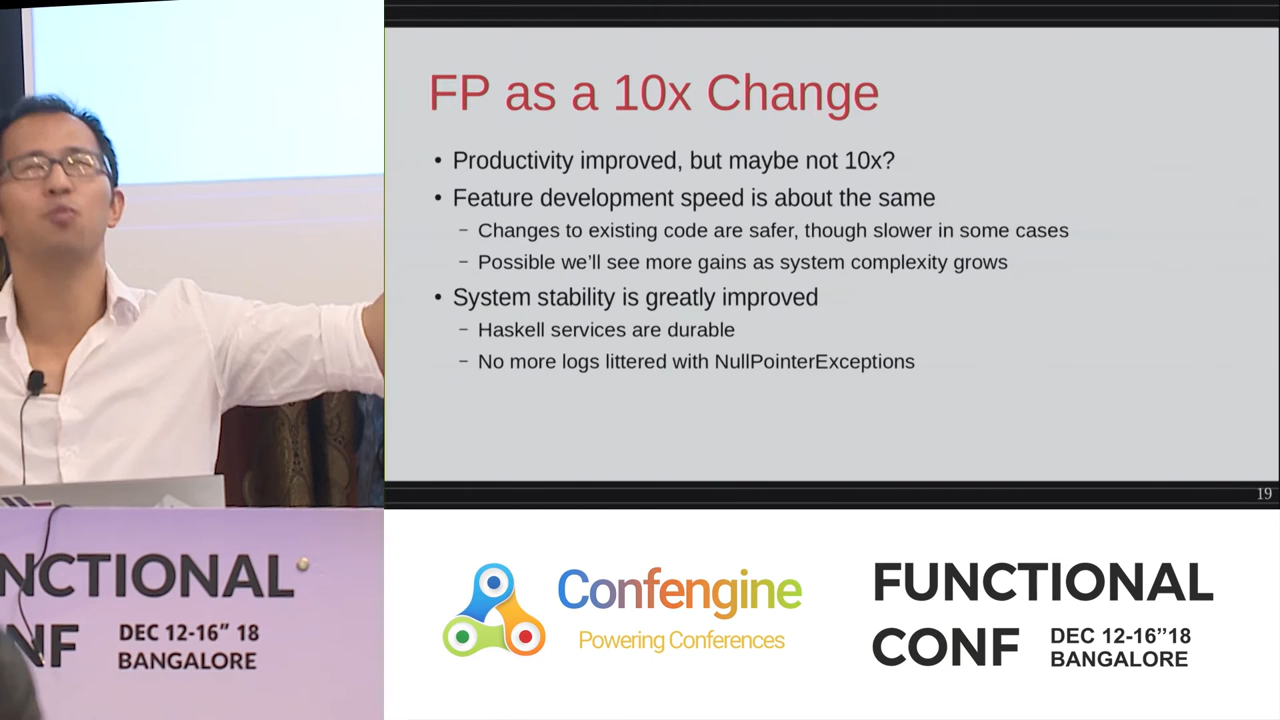 FP as a 10x Change
• Productivity improved, but maybe not 10x?
• Feature development speed is about the same
– Changes to existing code are safer, though slower in some cases
– Possible we'll see more gains as system complexity grows
• System stability is greatly improved
– Haskell services are durable
– No more logs littered with NullPointerExceptions
19
NCTIONAL
NF
DEC 12-16” 18
BANGALORE
Confengine
Powering Conferences
FUNCTIONAL
CONF
DEC 12-16”18
BANGALORE